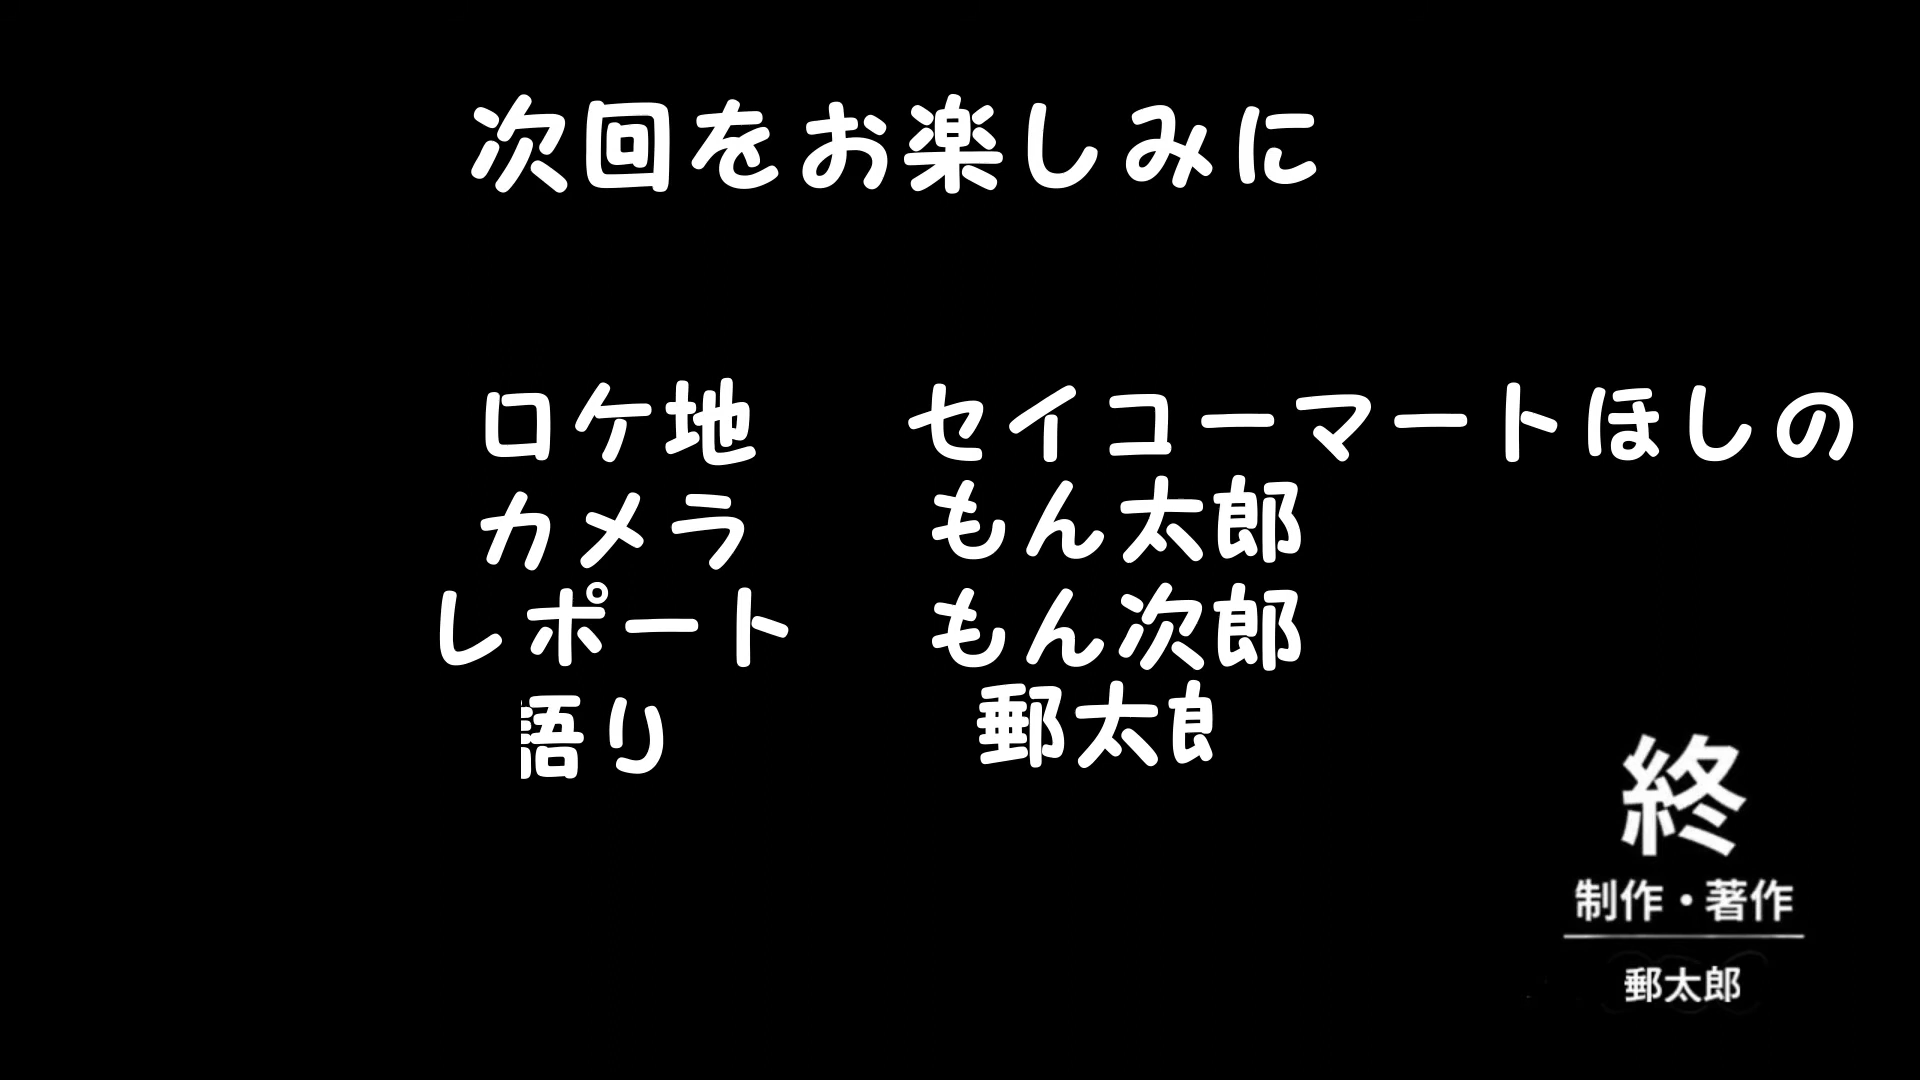 次回をお楽しみに
ロケ地 セイコーマートほしの
カメラ もん太郎
レポート もん次郎
語り 郵太郎
終
制作・著作
郵太郎